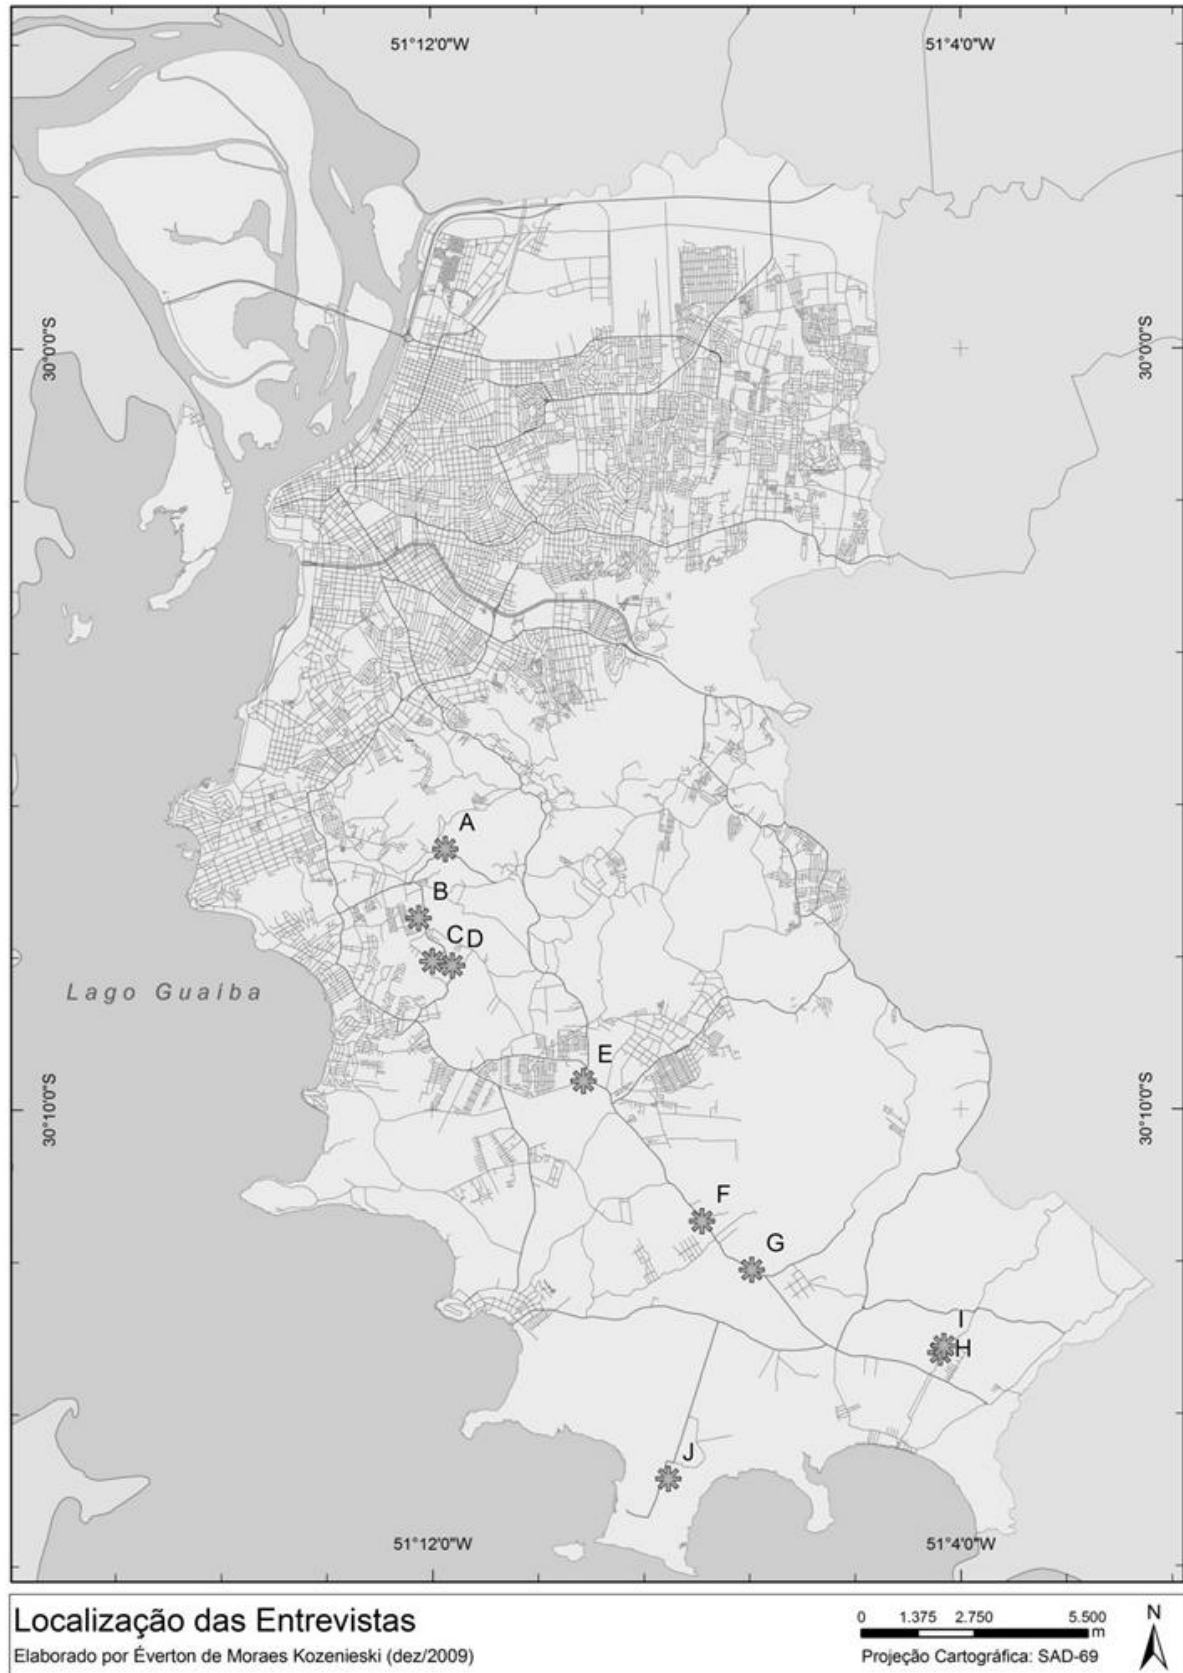 51°12'0"W
51°4'0"W
30°0'0"S
30°0'0"S
A
B
C D
Lago Guaíba
E
30°10'0"S
30°10'0"S
F
G
I
H
J
51°12'0"W
51°4'0"W
Localização das Entrevistas
Elaborado por Éverton de Moraes Kozenieski (dez/2009)
0 1.375 2.750 5.500
m
Projeção Cartográfica: SAD-69
N